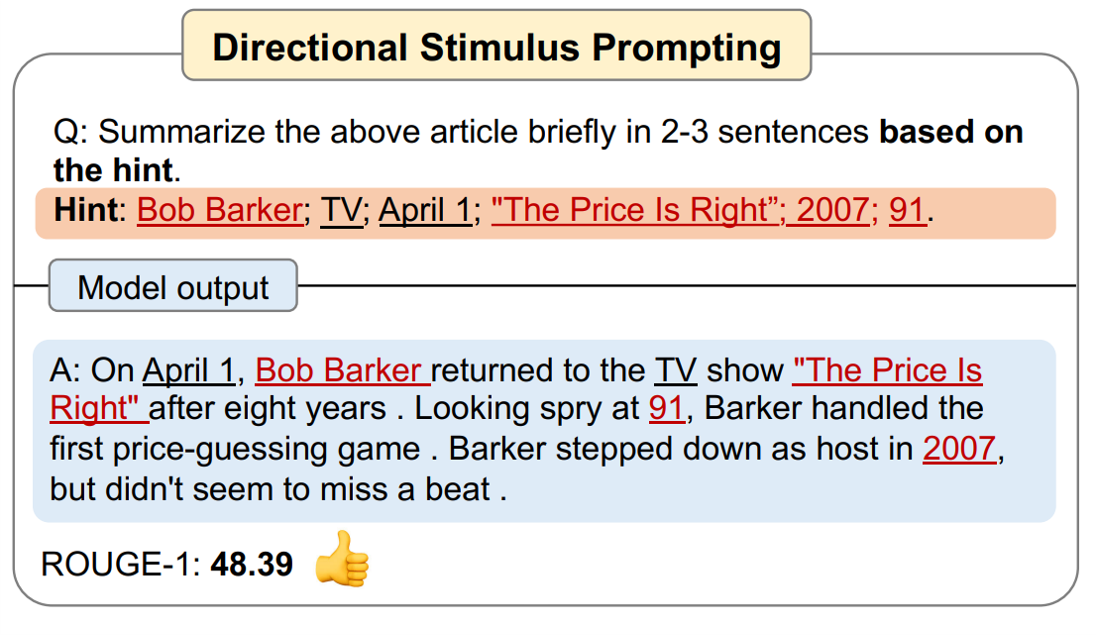 Directional Stimulus Prompting
Q: Summarize the above article briefly in 2-3 sentences based on
the hint.
Hint: Bob Barker; TV; April 1; "The Price Is Right”; 2007; 91.
Model output
A: On April 1, Bob Barker returned to the TV show "The Price Is
Right" after eight years . Looking spry at 91, Barker handled the
first price-guessing game . Barker stepped down as host in 2007,
but didn't seem to miss a beat .
ROUGE-1: 48.39